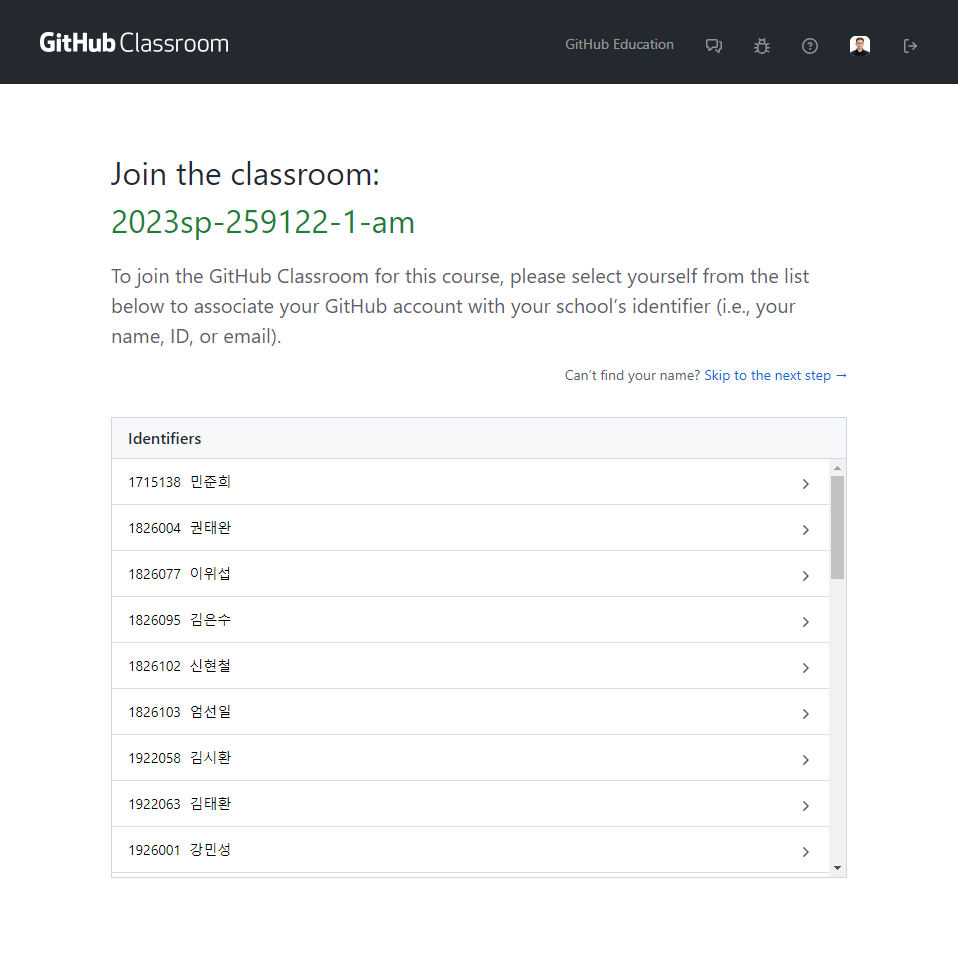 GitHub Classroom
GitHub Education
Join the classroom:
2023sp-259122-1-am
To join the GitHub Classroom for this course, please select yourself from the list
below to associate your GitHub account with your school’s identifier (i.e., your
name, ID, or email).
Can’t find your name? Skip to the next step →
Identifiers
1715138 민준희
1826004 권태완
1826077 이위섭
1826095 김은수
1826102 신현철
1826103 엄선일
1922058 김시환
1922063 김태환
1926001 강민성